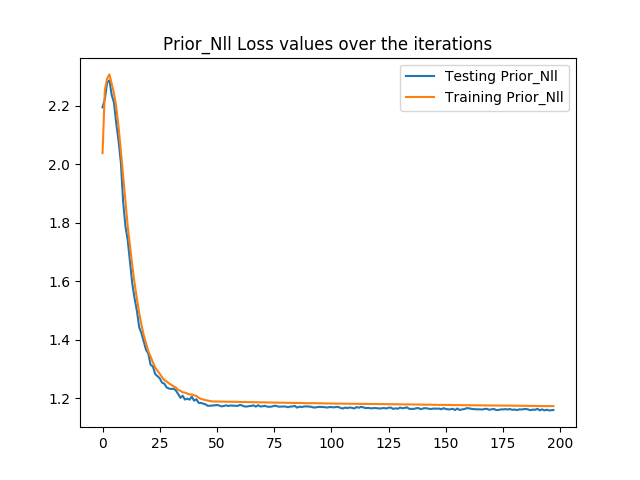 Prior_Nll Loss values over the iterations
Testing Prior_Nll
Training Prior_Nll
2.2
2.0
1.8
1.6
1.4
1.2
0 25 50 75 100 125 150 175 200